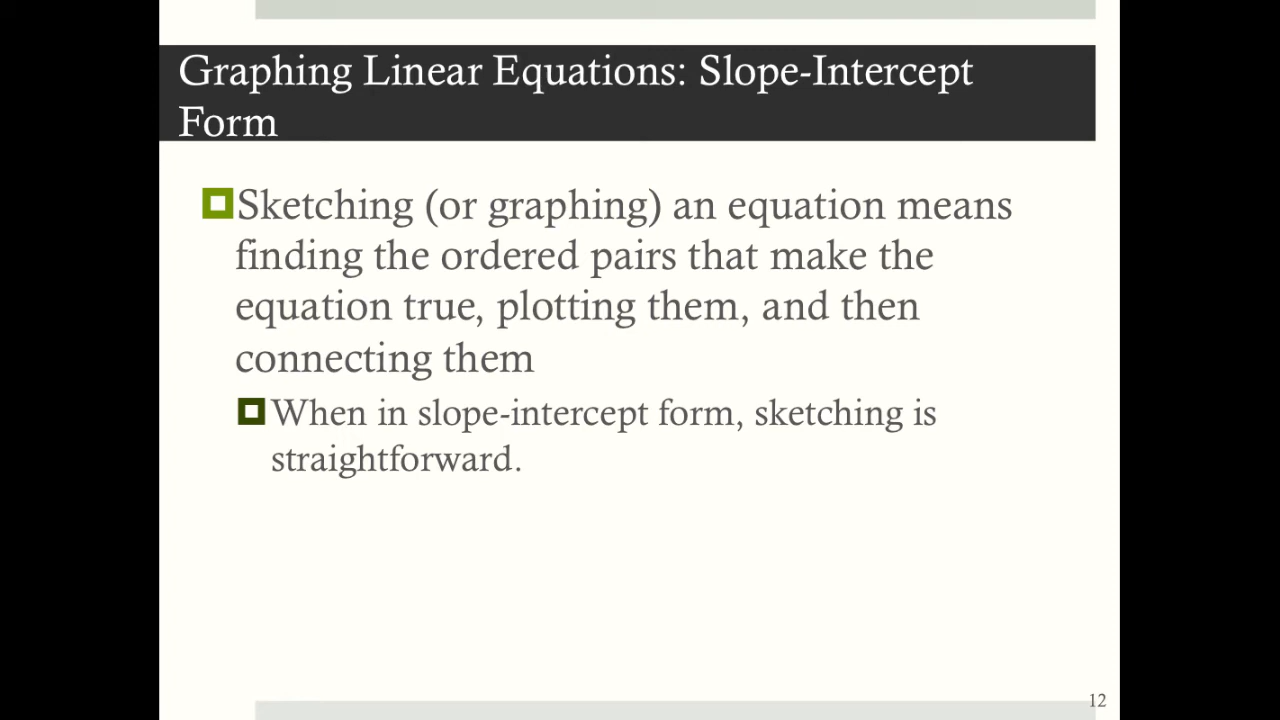 Graphing Linear Equations: Slope-Intercept
Form
Sketching (or graphing) an equation means
finding the ordered pairs that make the
equation true, plotting them, and then
connecting them
When in slope-intercept form, sketching is
straightforward.
12